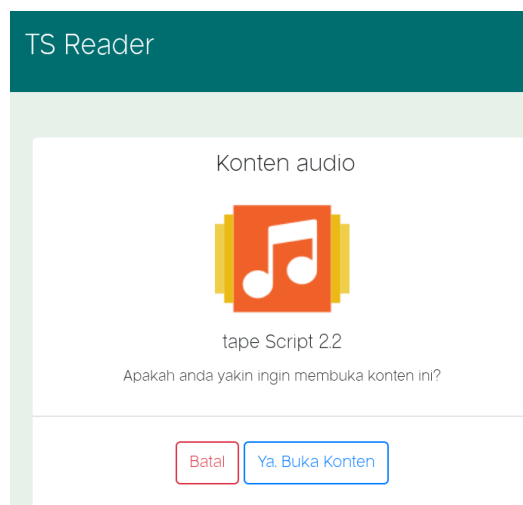 TS Reader
Konten audio
tape Script 2.2
Apakah anda yakin ingin membuka konten ini?
Batal
Ya. Buka Konten